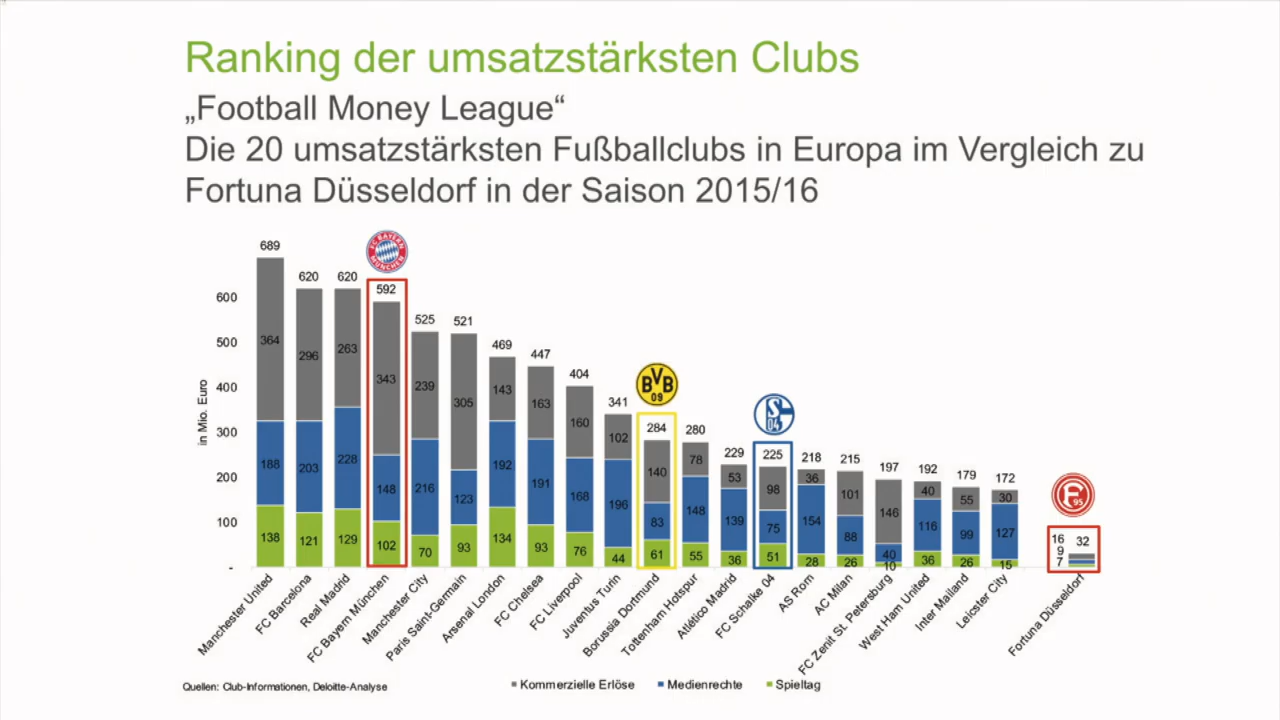 Ranking der umsatzstärksten Clubs
„Football Money League“
Die 20 umsatzstärksten Fußballclubs in Europa im Vergleich zu
Fortuna Düsseldorf in der Saison 2015/16
in Mio. Euro
600
500
400
300
200
100
-
689
364
188
138
Manchester United
620
296
203
121
FC Barcelona
620
263
228
129
Real Madrid
FC BAYERN
MÜNCHEN
592
343
148
102
FC Bayern München
525
239
216
70
Manchester City
521
305
123
93
Paris Saint-Germain
469
143
192
134
Arsenal London
447
163
191
93
FC Chelsea
404
160
168
76
FC Liverpool
341
102
196
44
Juventus Turin
BVB
09
284
140
83
61
Borussia Dortmund
280
78
148
55
Tottenham Hotspur
229
53
139
36
Atlético Madrid
S
04
225
98
75
51
FC Schalke 04
218
36
154
28
AS Rom
215
101
88
26
AC Milan
197
146
40
10
FC Zenit St. Petersburg
192
40
116
36
West Ham United
179
55
99
26
Inter Mailand
172
30
127
15
Leicster City
F
95
32
16
9
7
Fortuna Düsseldorf
Quellen: Club-Informationen, Deloitte-Analyse
Kommerzielle Erlöse
Medienrechte
Spieltag